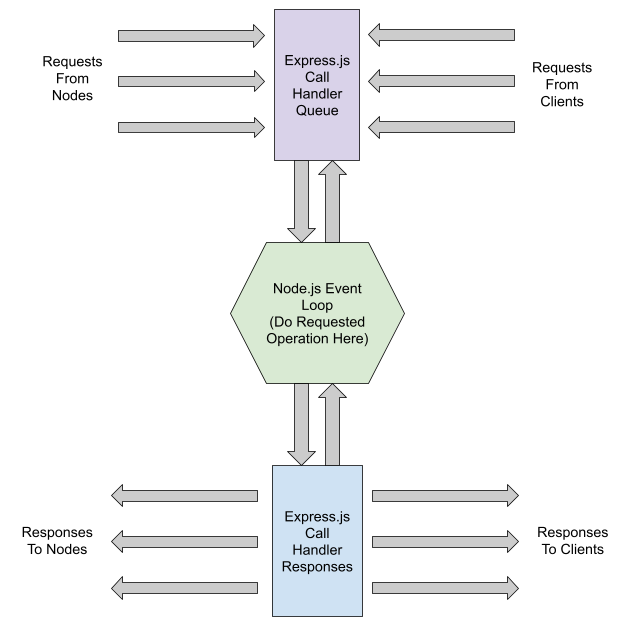 Requests
From
Nodes
Express.js
Call
Handler
Queue
Requests
From
Clients
Node.js Event
Loop
(Do Requested
Operation Here)
Responses
To Nodes
Express.js
Call
Handler
Responses
Responses
To Clients